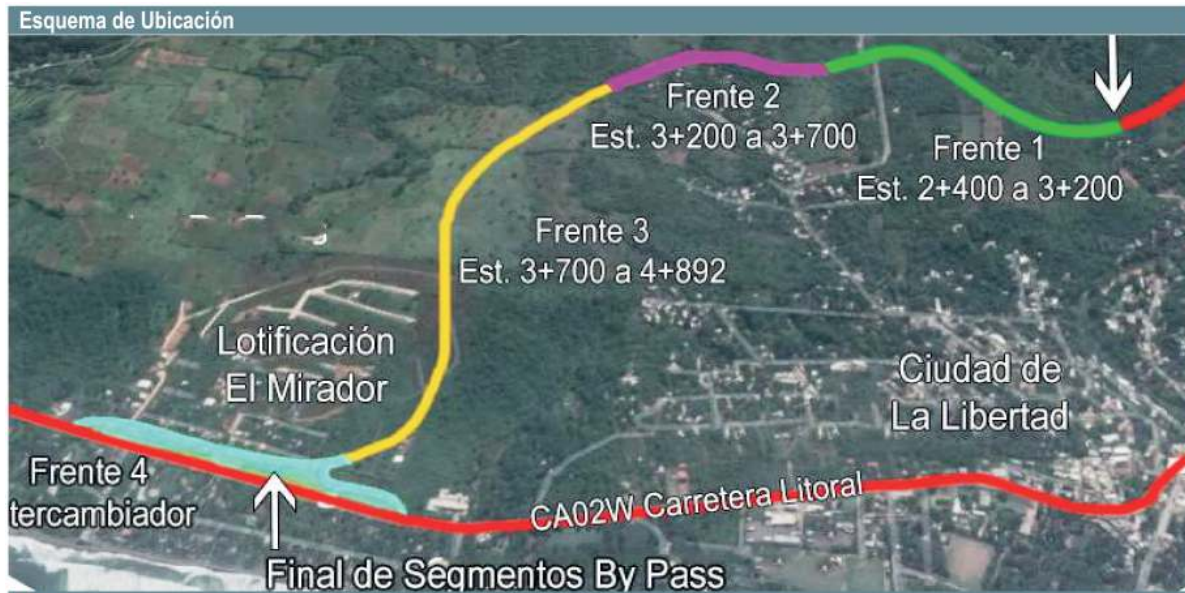 Esquema de Ubicación
Frente 2
Est. 3+200 a 3+700
Frente 1
Est. 2+400 a 3+200
Frente 3
Est. 3+700 a 4+892
Lotificación
El Mirador
Ciudad de
La Libertad
Frente 4
tercambiador
CA02W Carretera Litoral
Final de Segmentos By Pass